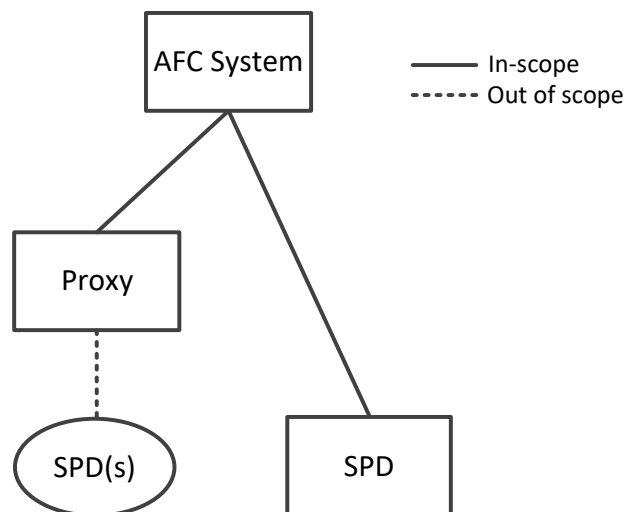 AFC System
In-scope
Out of scope
Proxy
SPD(s)
SPD